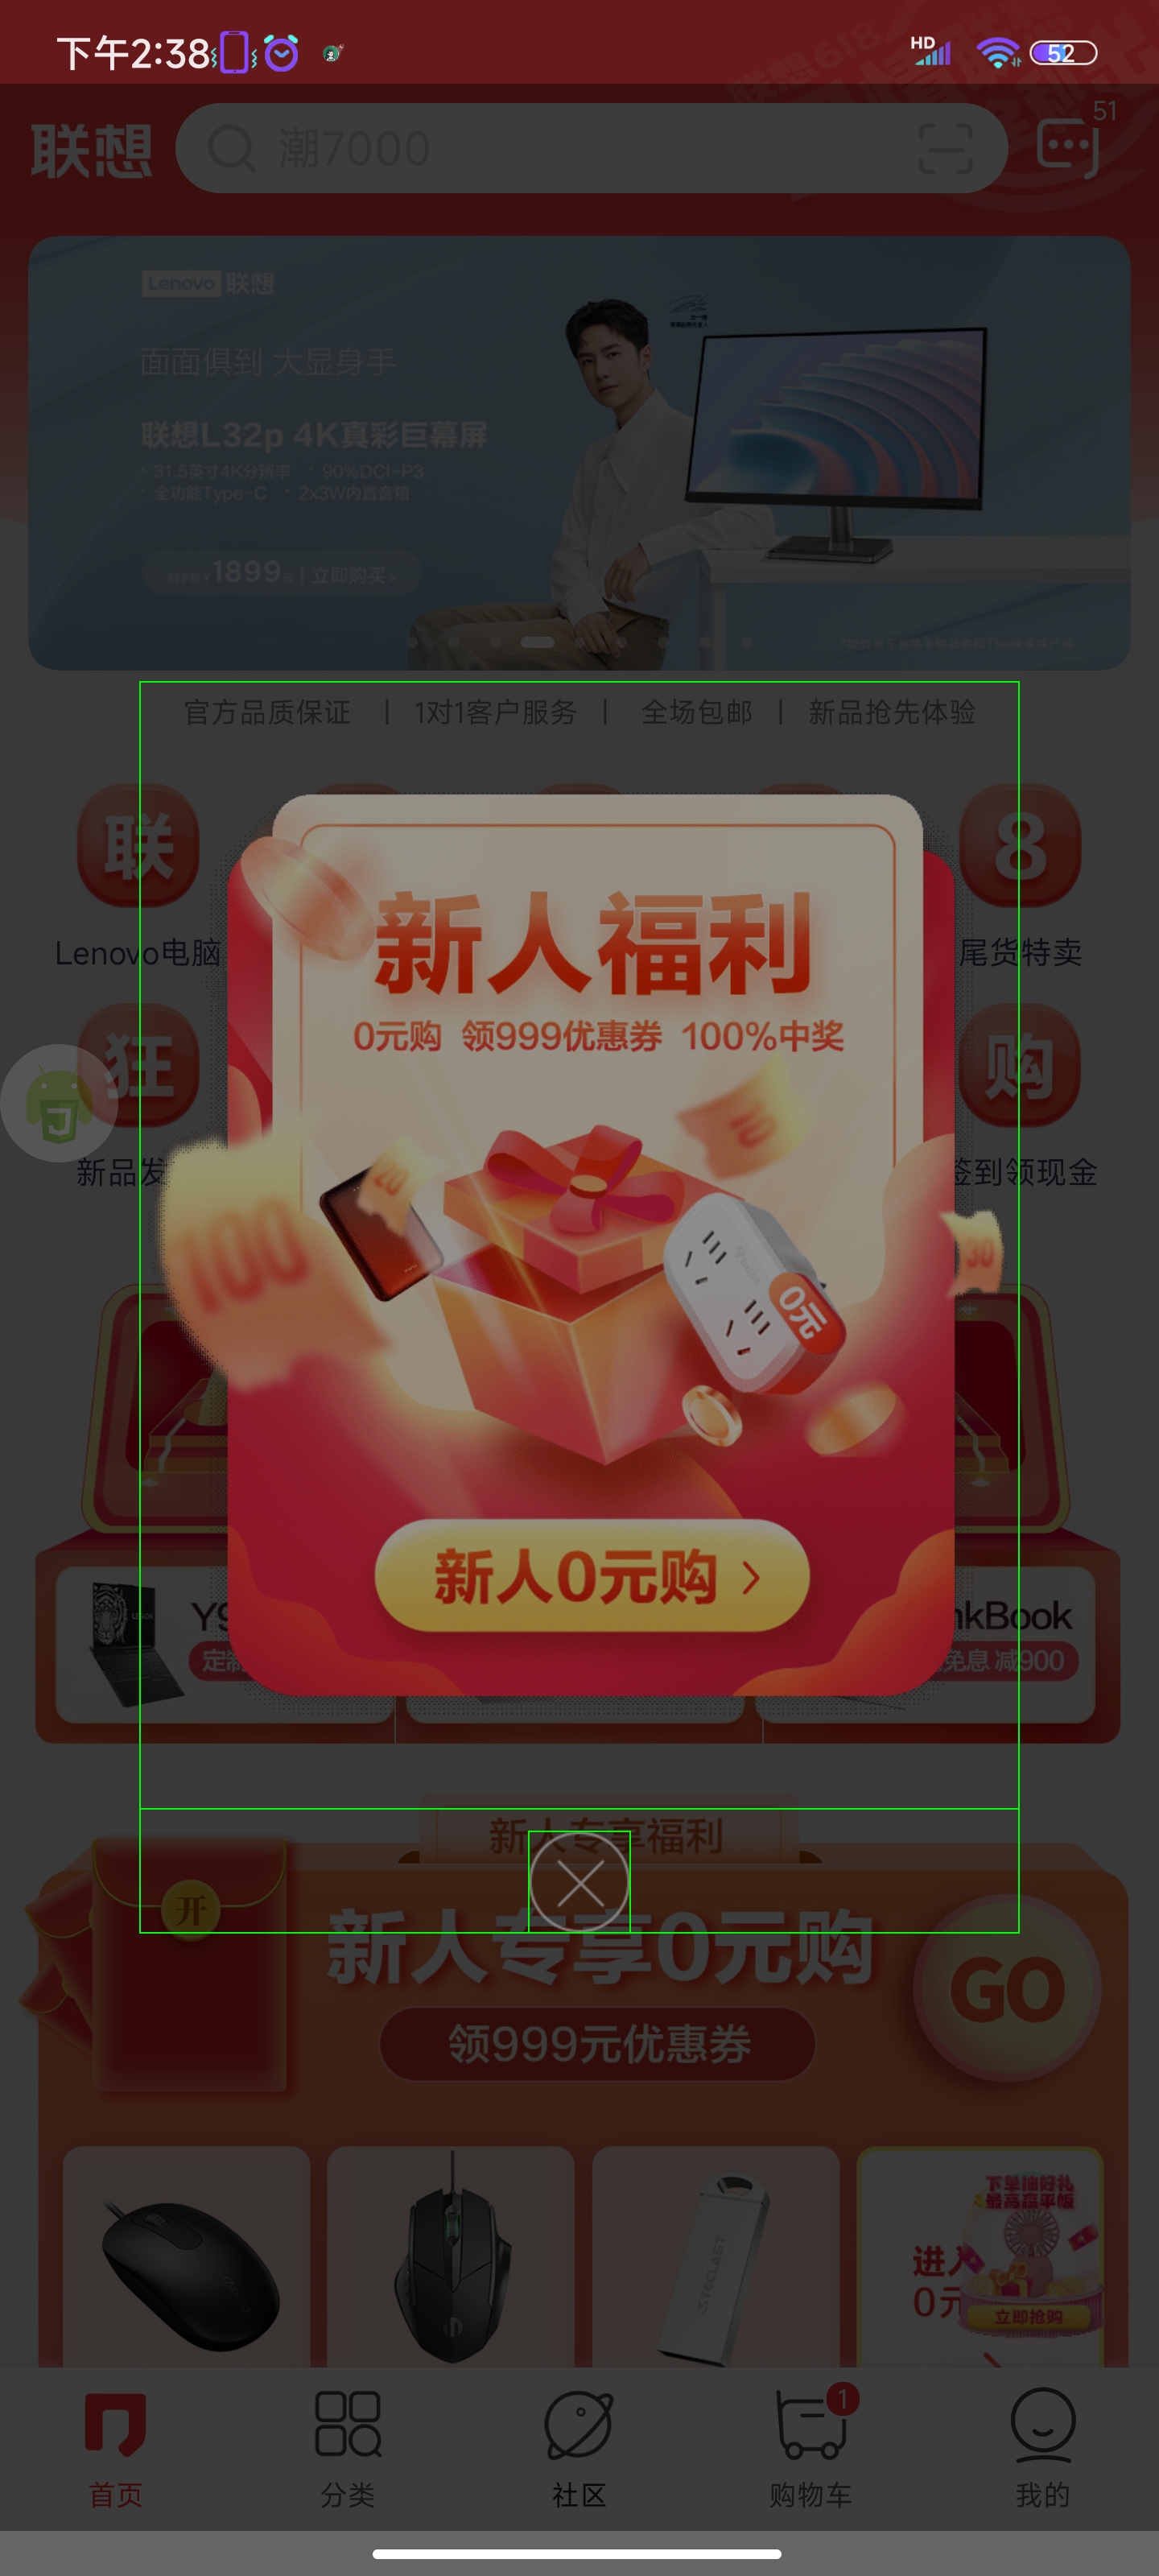 下午2:38
HD
52
联想618
联想
潮7000
51
Lenovo 联想
面面俱到 大显身手
联想L32p 4K真彩巨幕屏
· 31.5英寸4K分辨率 · 90%DCI-P3
· 全功能Type-C · 2x3W内置音箱
到手价¥1899元 | 立即购买>
官方品质保证 | 1对1客户服务 | 全场包邮 | 新品抢先体验
联
8
新人福利
Lenovo电脑
尾货特卖
0元购 领999优惠券 100%中奖
狂
购
新品发
签到领现金
10
20
100
30
0元
新人0元购 >
LEGION
Y9
nkBook
定制
免息 减900
新人专享福利
开
新人专享0元购
GO
领999元优惠券
TECLAST
下单抽好礼
最高赢平板
进入
0元
立即抢购
1
首页
分类
社区
购物车
我的